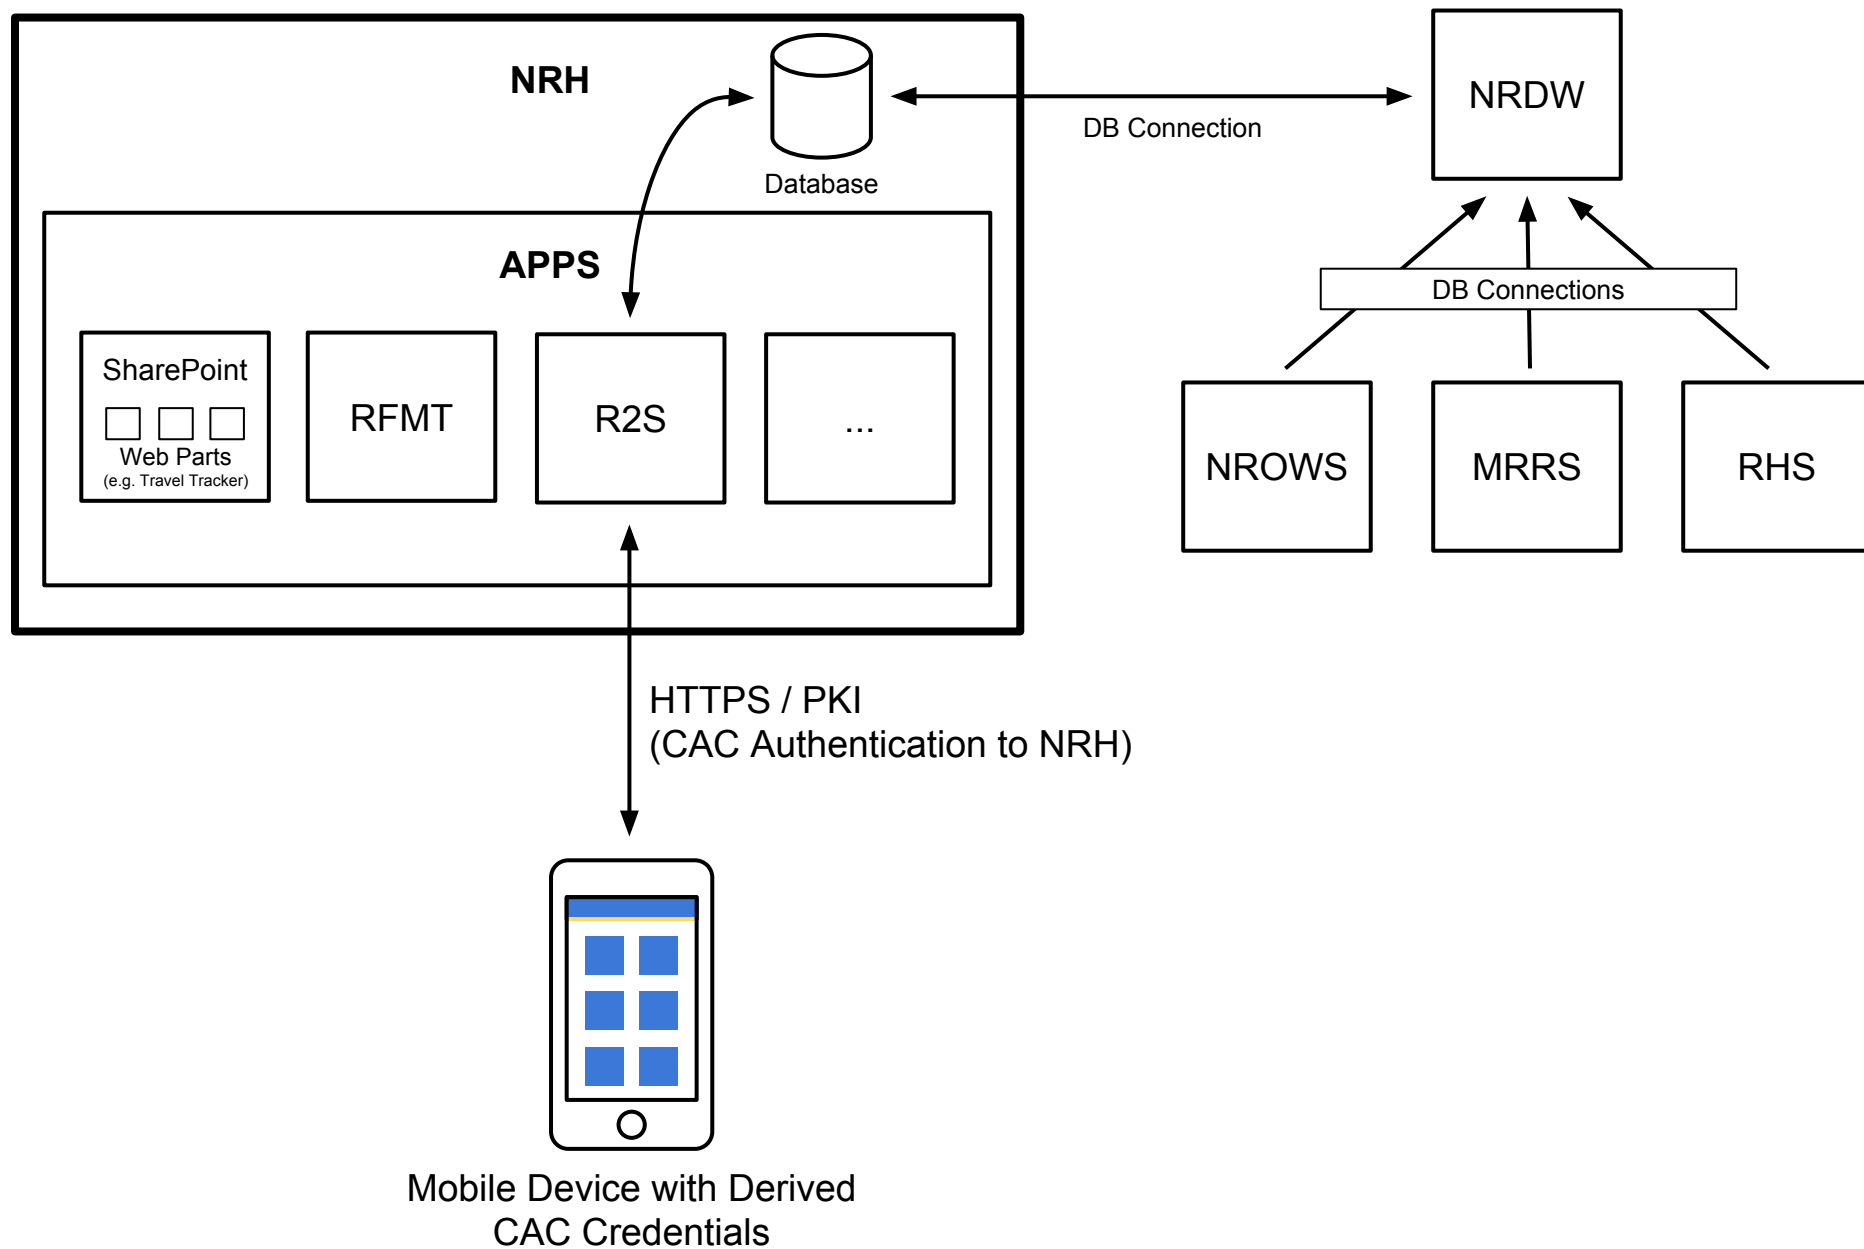 NRH
Database
DB Connection
NRDW
APPS
SharePoint
Web Parts
(e.g. Travel Tracker)
RFMT
R2S
...
DB Connections
NROWS
MRRS
RHS
HTTPS / PKI
(CAC Authentication to NRH)
Mobile Device with Derived
CAC Credentials